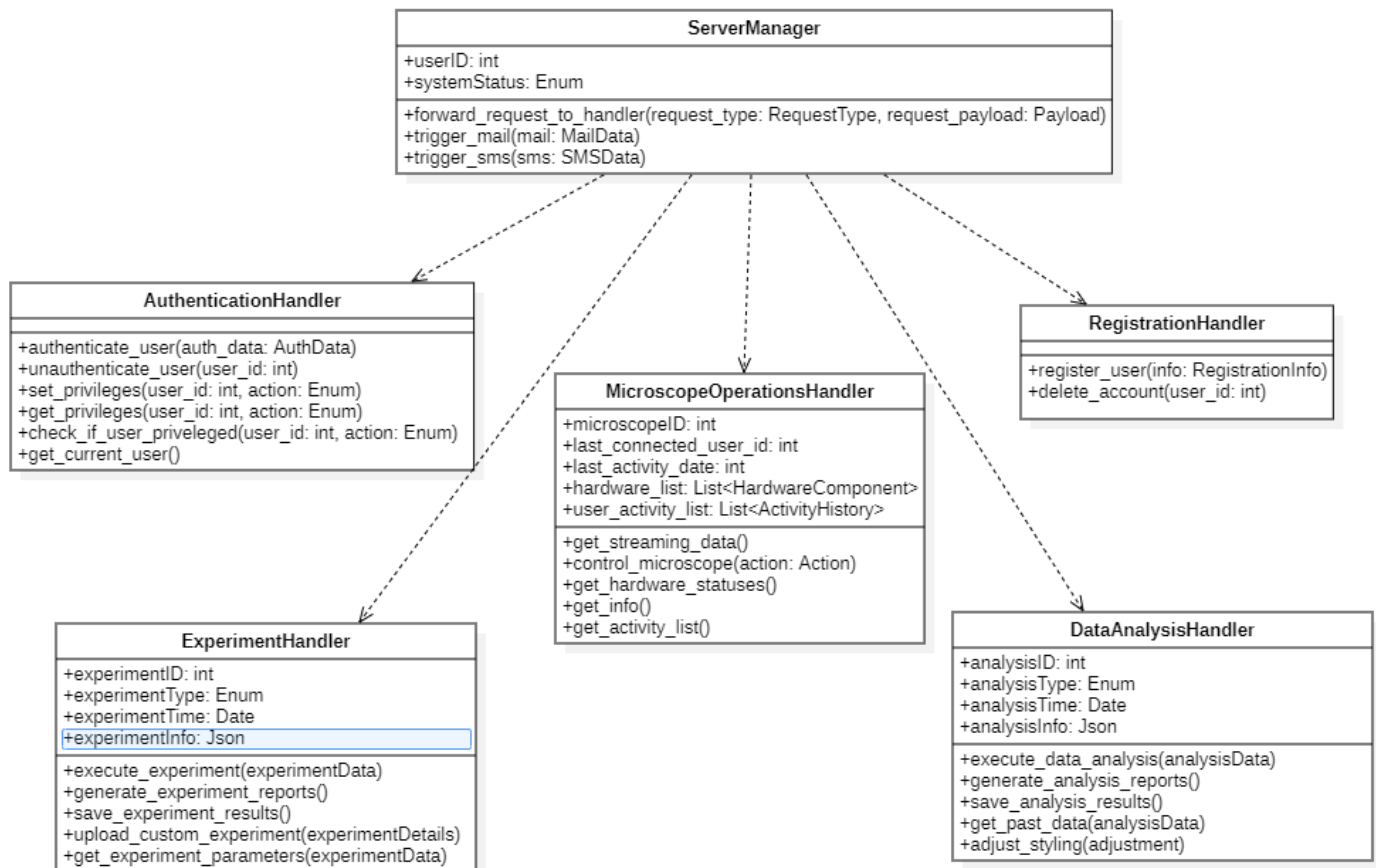 ServerManager
+userID: int
+systemStatus: Enum
+forward_request_to_handler(request_type: RequestType, request_payload: Payload)
+trigger_mail(mail: MailData)
+trigger_sms(sms: SMSData)
AuthenticationHandler
+authenticate_user(auth_data: AuthData)
+unauthenticate_user(user_id: int)
+set_privileges(user_id: int, action: Enum)
+get_privileges(user_id: int, action: Enum)
+check_if_user_priveleged(user_id: int, action: Enum)
+get_current_user()
RegistrationHandler
+register_user(info: RegistrationInfo)
+delete_account(user_id: int)
MicroscopeOperationsHandler
+microscopeID: int
+last_connected_user_id: int
+last_activity_date: int
+hardware_list: List<HardwareComponent>
+user_activity_list: List<ActivityHistory>
+get_streaming_data()
+control_microscope(action: Action)
+get_hardware_statuses()
+get_info()
+get_activity_list()
ExperimentHandler
+experimentID: int
+experimentType: Enum
+experimentTime: Date
+experimentInfo: Json
+execute_experiment(experimentData)
+generate_experiment_reports()
+save_experiment_results()
+upload_custom_experiment(experimentDetails)
+get_experiment_parameters(experimentData)
DataAnalysisHandler
+analysisID: int
+analysisType: Enum
+analysisTime: Date
+analysisInfo: Json
+execute_data_analysis(analysisData)
+generate_analysis_reports()
+save_analysis_results()
+get_past_data(analysisData)
+adjust_styling(adjustment)